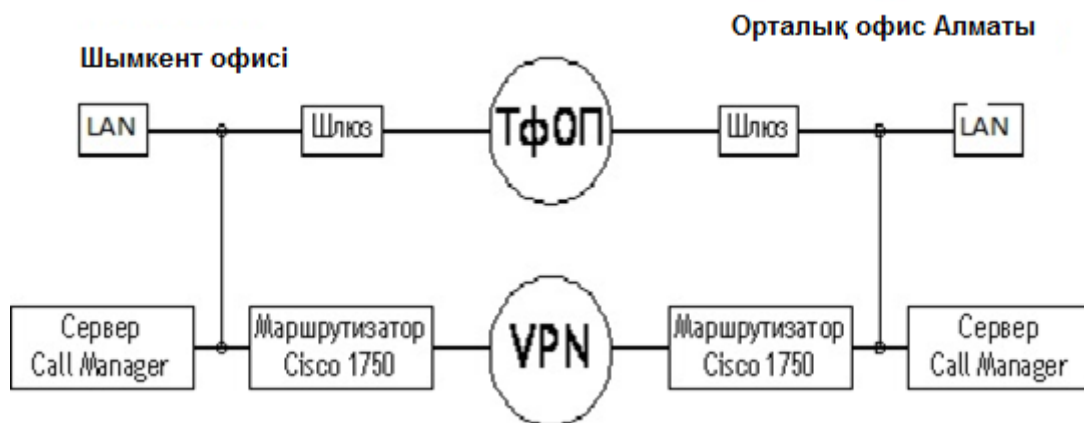 Орталық офис Алматы
Шымкент офисі
LAN
Шлюз
ТфОП
Шлюз
LAN
Сервер
Call Manager
Маршрутизатор
Cisco 1750
VPN
Маршрутизатор
Cisco 1750
Сервер
Call Manager